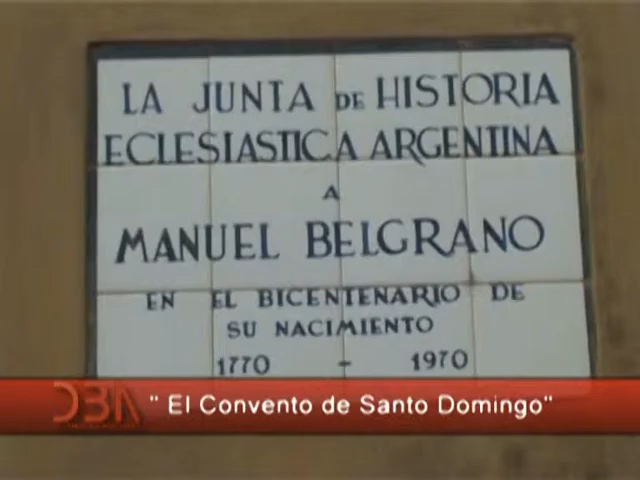 LA JUNTA DE HISTORIA
ECLESIASTICA ARGENTINA
A
MANUEL BELGRANO
EN EL BICENTENARIO DE
SU NACIMIENTO
1770 - 1970
DBA " El Convento de Santo Domingo"